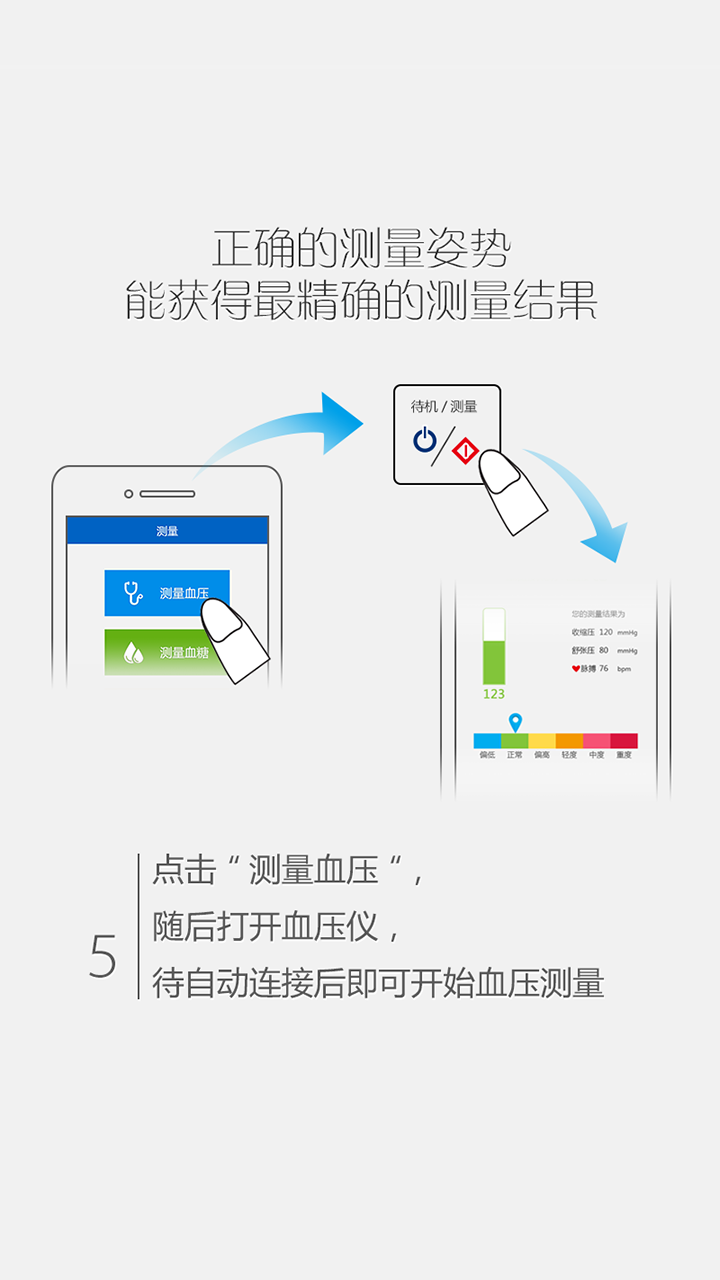 正确的测量姿势
能获得最精确的测量结果
待机 / 测量
测量
测量血压
测量血糖
您的测量结果为
收缩压 120 mmHg
舒张压 80 mmHg
脉搏 76 bpm
123
偏低 正常 偏高 轻度 中度 重度
5
点击“ 测量血压 “ ,
随后打开血压仪 ,
待自动连接后即可开始血压测量